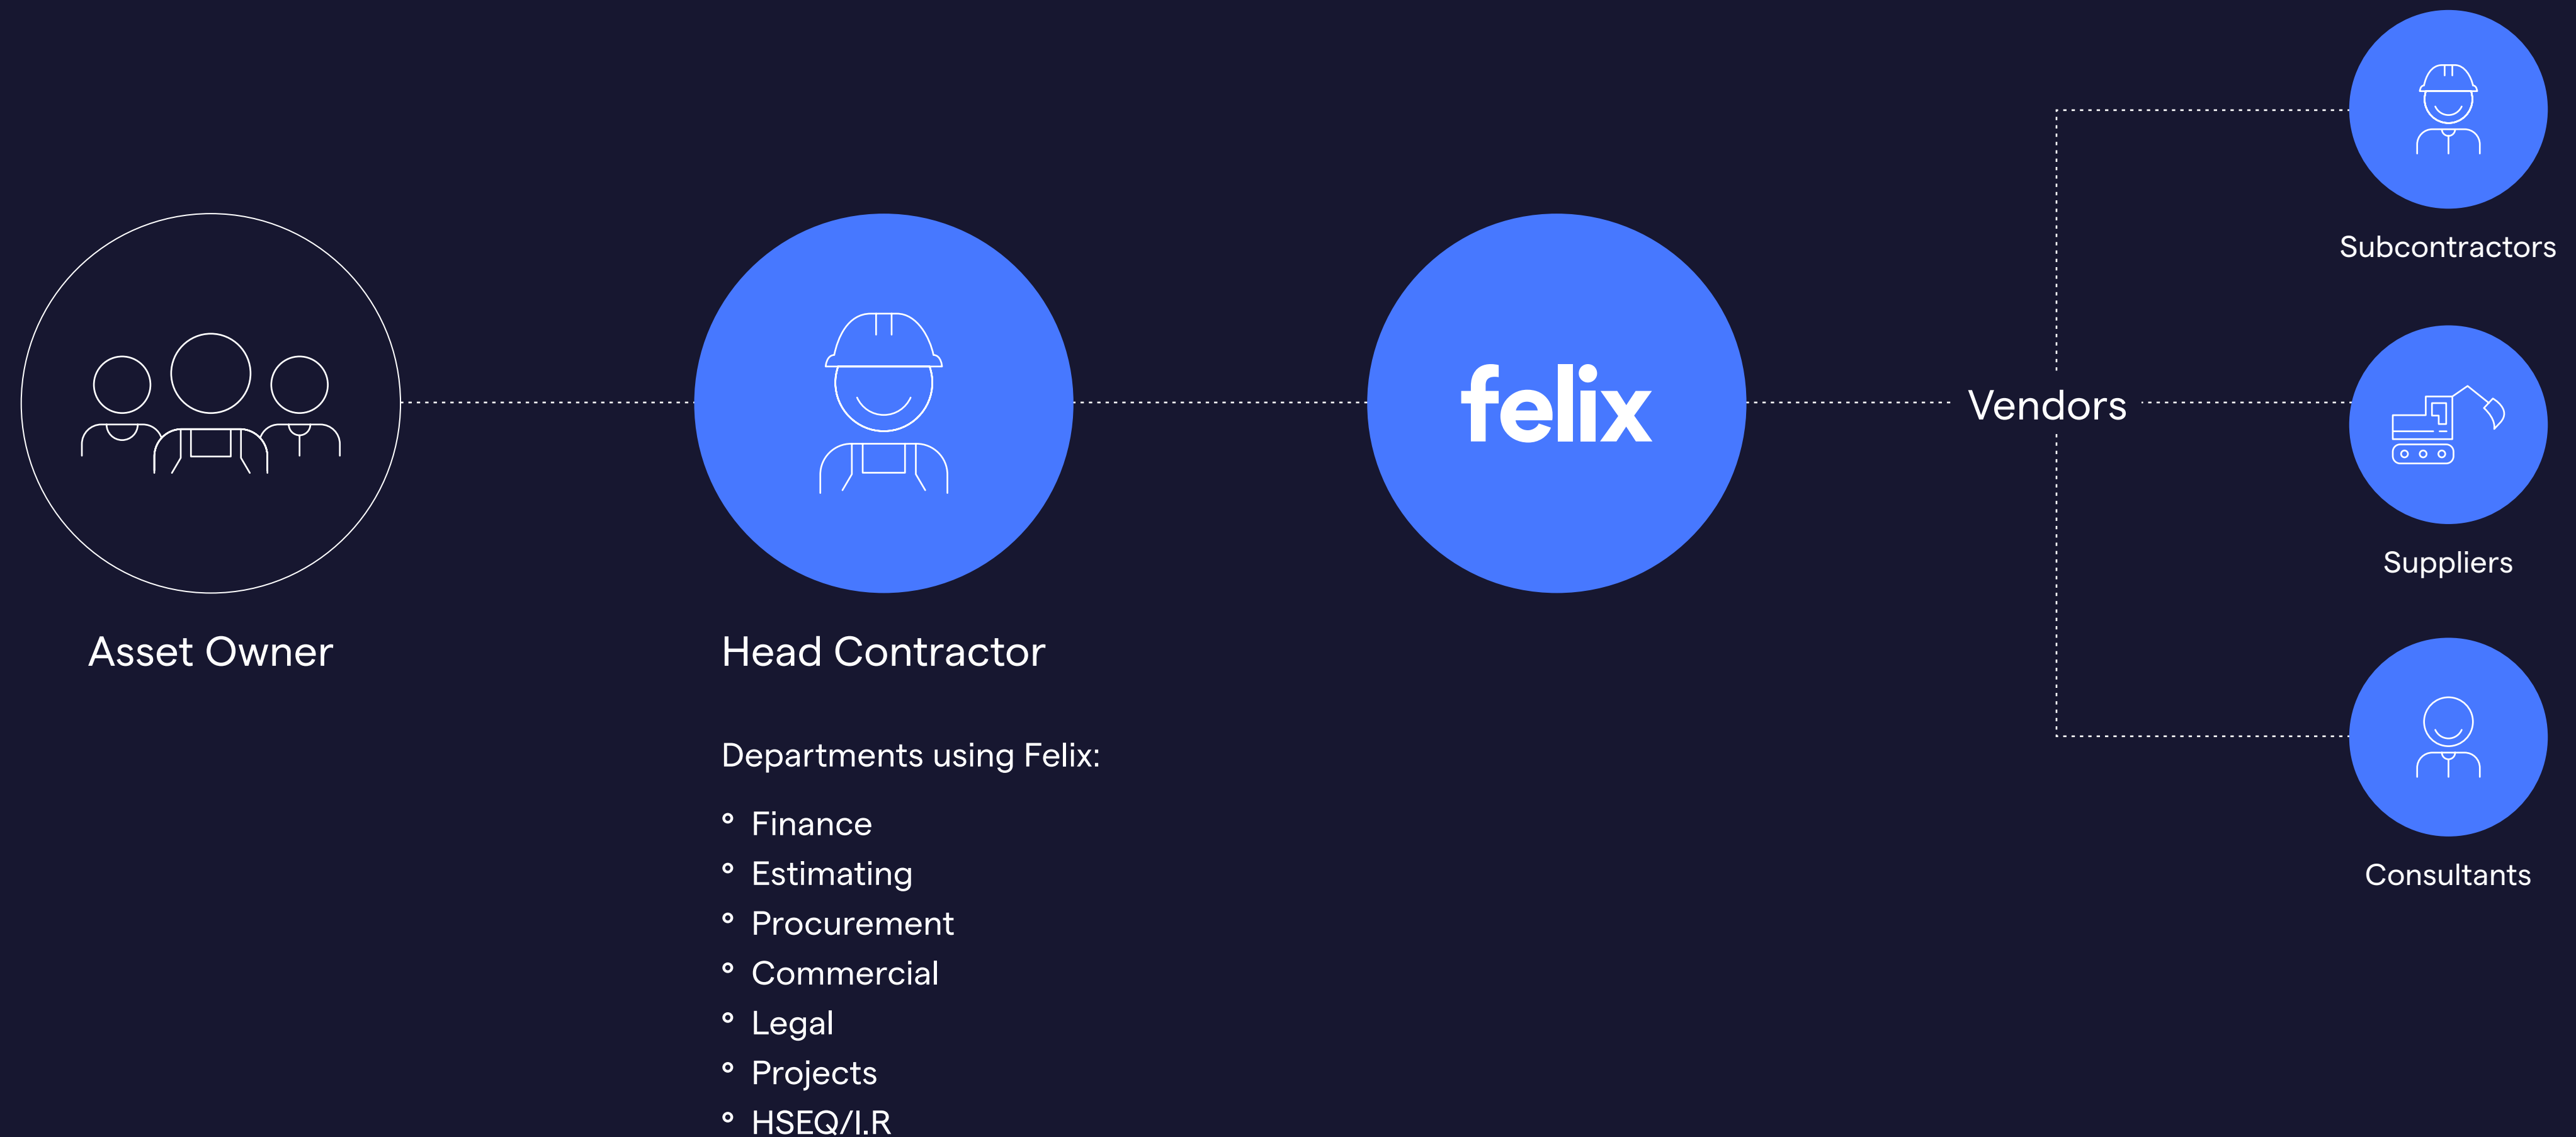 Asset Owner
Head Contractor
Departments using Felix:
° Finance
° Estimating
° Procurement
° Commercial
° Legal
° Projects
° HSEQ/I.R
felix
Vendors
Subcontractors
Suppliers
Consultants